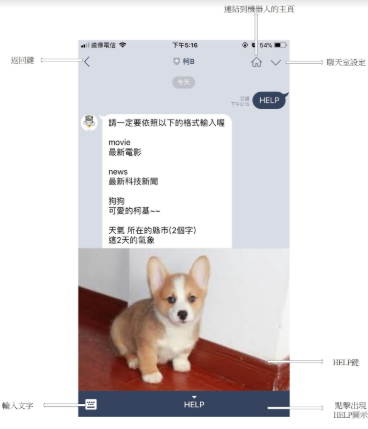 連結到機器人的主頁
遠傳電信
下午5:16
54%
返回鍵
柯B
聊天室設定
今天
已讀
下午5:15
HELP
請一定要依照以下的格式輸入喔
movie
最新電影
news
最新科技新聞
狗狗
可愛的柯基~~
天氣 所在的縣市(2個字)
這2天的氣象
HELP鍵
輸入文字
HELP
點擊出現
HELP圖示